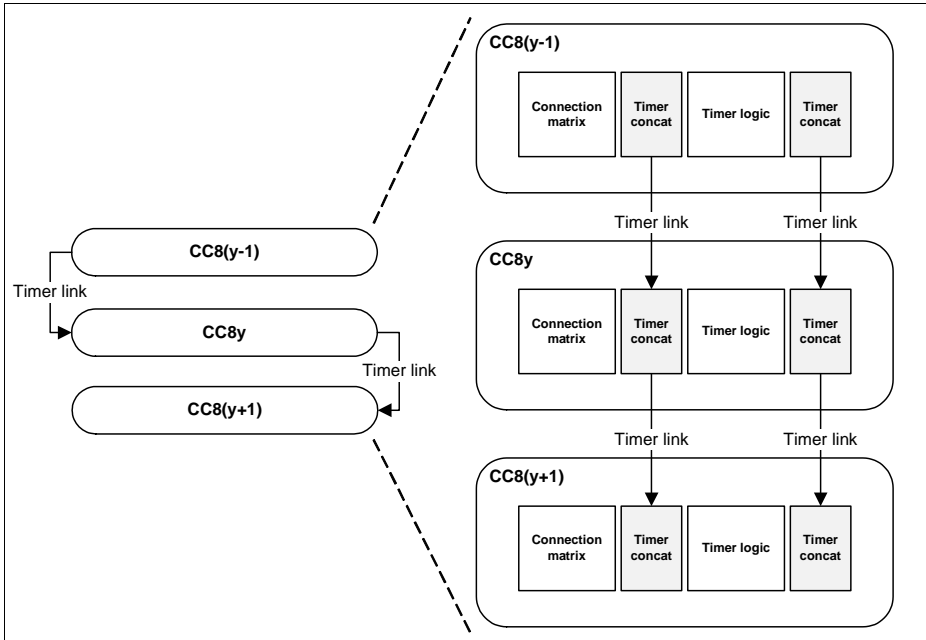 CC8(y-1)
Timer link
CC8y
Timer link
CC8(y+1)
CC8(y-1)
Connection
matrix
Timer
concat
Timer logic
Timer
concat
Timer link
Timer link
CC8y
Connection
matrix
Timer
concat
Timer logic
Timer
concat
Timer link
Timer link
CC8(y+1)
Connection
matrix
Timer
concat
Timer logic
Timer
concat